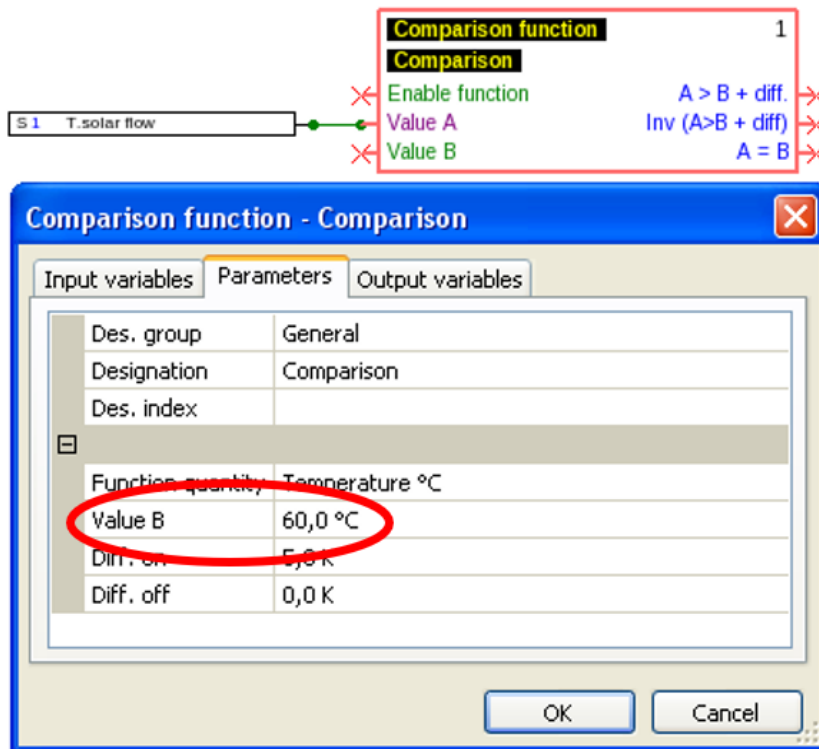 Comparison function 1
Comparison
Enable function A > B + diff.
S 1 T.solar flow Value A Inv (A>B + diff)
Value B A = B
Comparison function - Comparison
Input variables Parameters Output variables
Des. group General
Designation Comparison
Des. index
Function quantity Temperature °C
Value B 60,0 °C
Diff. on 5,0 K
Diff. off 0,0 K
OK Cancel